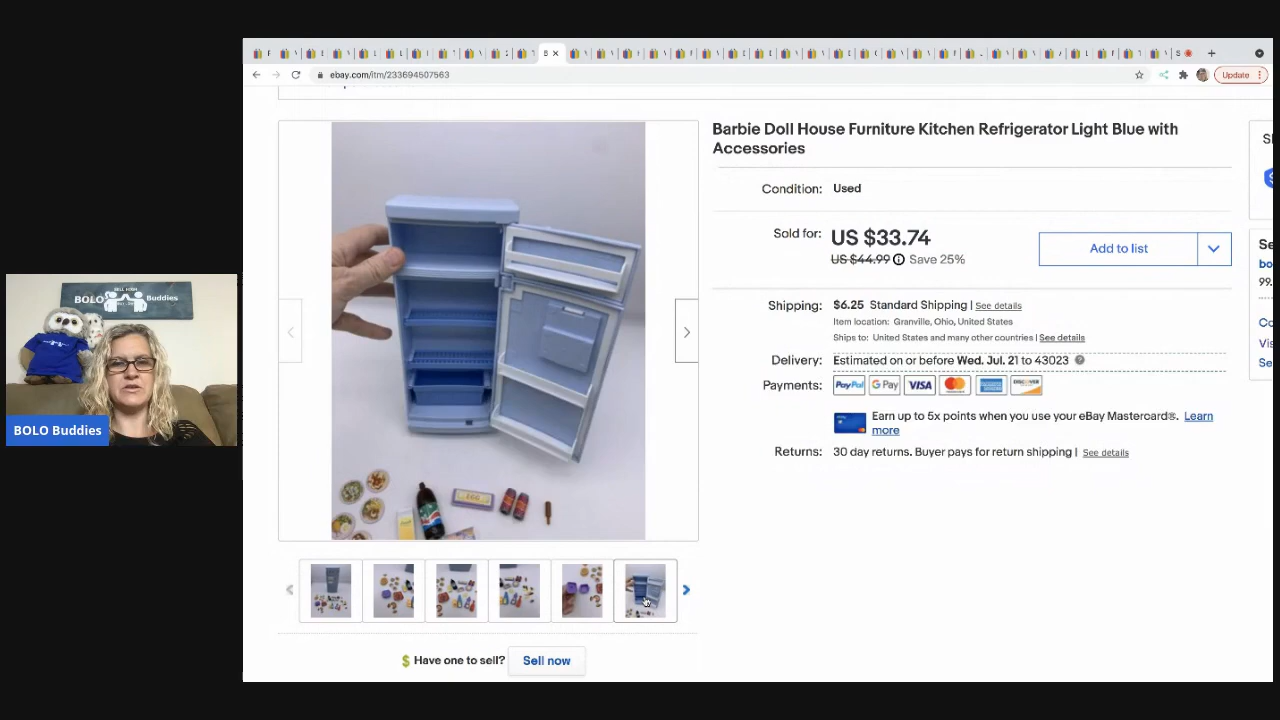 ebay.com/itm/233694507563
Update
Barbie Doll House Furniture Kitchen Refrigerator Light Blue with
Accessories
Condition: Used
Sold for: US $33.74
US $44.99 Save 25%
Add to list
Shipping: $6.25 Standard Shipping | See details
Item location: Granville, Ohio, United States
Ships to: United States and many other countries | See details
Delivery: Estimated on or before Wed. Jul. 21 to 43023
Payments: PayPal G Pay VISA DISCOVER
Earn up to 5x points when you use your eBay Mastercard®. Learn
more
Returns: 30 day returns. Buyer pays for return shipping | See details
Have one to sell? Sell now
EGG
BOLO Buddies
BOLO Buddies